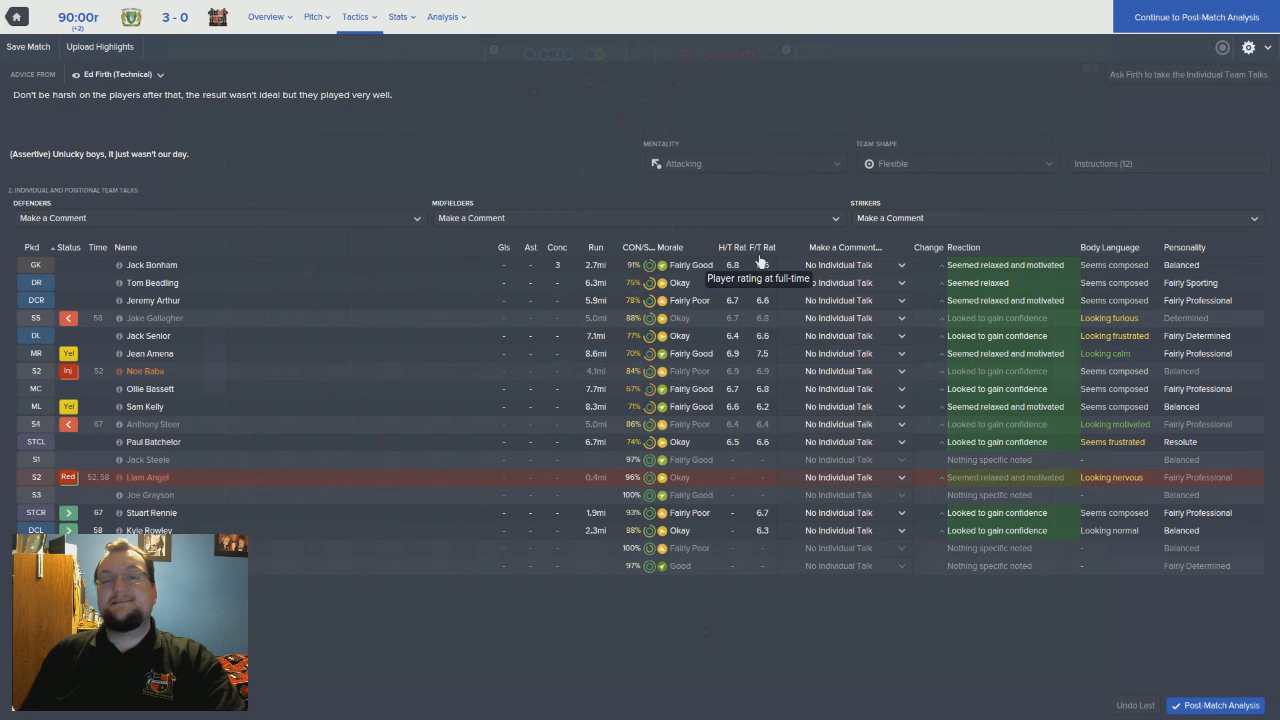 90:00r
(+2)
3 - 0
Overview
Pitch
Tactics
Stats
Analysis
Continue to Post-Match Analysis
Save Match
Upload Highlights
ADVICE FROM
Ed Firth (Technical)
Ask Firth to take the Individual Team Talks
Don't be harsh on the players after that, the result wasn't ideal but they played very well.
(Assertive) Unlucky boys, it just wasn't our day.
MENTALITY
TEAM SHAPE
Attacking
Flexible
Instructions (12)
2. INDIVIDUAL AND POSITIONAL TEAM TALKS
DEFENDERS
MIDFIELDERS
STRIKERS
Make a Comment
Make a Comment
Make a Comment
Pkd Status Time Name Gls Ast Conc Run CON/S... Morale H/T Rat F/T Rat Make a Comment... Change Reaction Body Language Personality
GK Jack Bonham - - 3 2.7mi 91% Fairly Good 6.8 No Individual Talk Seemed relaxed and motivated Seems composed Balanced
DR Tom Beadling - - - 6.3mi 75% Okay No Individual Talk Seemed relaxed Seems composed Fairly Sporting
Player rating at full-time
DCR Jeremy Arthur - - - 5.9mi 78% Fairly Poor 6.7 6.6 No Individual Talk Seemed relaxed and motivated Seems composed Fairly Professional
S5 58 Jake Gallagher - - - 5.0mi 88% Okay 6.7 6.8 No Individual Talk Looked to gain confidence Looking furious Determined
DL Jack Senior - - - 7.1mi 77% Okay 6.4 6.6 No Individual Talk Looked to gain confidence Looking frustrated Fairly Determined
MR Yel Jean Amena - - - 8.6mi 70% Fairly Good 6.9 7.5 No Individual Talk Seemed relaxed and motivated Looking calm Fairly Professional
S2 Inj 52 Noe Baba - - - 4.1mi 84% Fairly Poor 6.9 6.9 No Individual Talk Looked to gain confidence Seems composed Balanced
MC Ollie Bassett - - - 7.7mi 67% Fairly Good 6.7 6.8 No Individual Talk Looked to gain confidence Seems composed Fairly Professional
ML Yel Sam Kelly - - - 8.3mi 71% Fairly Good 6.6 6.2 No Individual Talk Seemed relaxed and motivated Seems composed Balanced
S4 67 Anthony Steer - - - 5.0mi 86% Fairly Poor 6.4 6.4 No Individual Talk Looked to gain confidence Looking motivated Fairly Professional
STCL Paul Batchelor - - - 6.7mi 74% Okay 6.5 6.6 No Individual Talk Looked to gain confidence Seems frustrated Resolute
S1 Jack Steele - - - 97% Fairly Good - - No Individual Talk Nothing specific noted - Balanced
S2 Red 52, 58 Liam Angel - - - 0.4mi 96% Okay - - No Individual Talk Seemed relaxed and motivated Looking nervous Fairly Professional
S3 Joe Grayson - - - 100% Fairly Good - - No Individual Talk Nothing specific noted - Balanced
STCR 67 Stuart Rennie - - - 1.9mi 93% Fairly Poor - 6.7 No Individual Talk Looked to gain confidence Seems composed Fairly Professional
DCL 58 Kyle Rowley - - - 2.3mi 88% Okay - 6.3 No Individual Talk Looked to gain confidence Looking normal Balanced
- - - 100% Fairly Poor - - No Individual Talk Nothing specific noted - Balanced
- - - 97% Good - - No Individual Talk Nothing specific noted - Fairly Determined
Undo Last
Post-Match Analysis